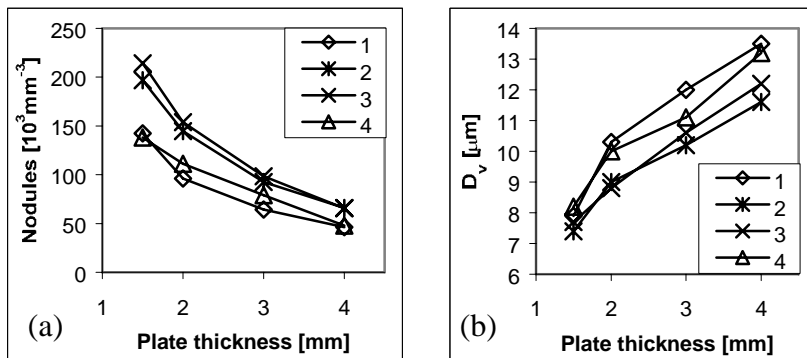 250
200
150
100
50
0
Nodules [10³mm⁻³]
1
2
3
4
1 2 3 4
Plate thickness [mm]
(a)
14
13
12
11
10
9
8
7
6
D_v [μm]
1
2
3
4
1 2 3 4
Plate thickness [mm]
(b)